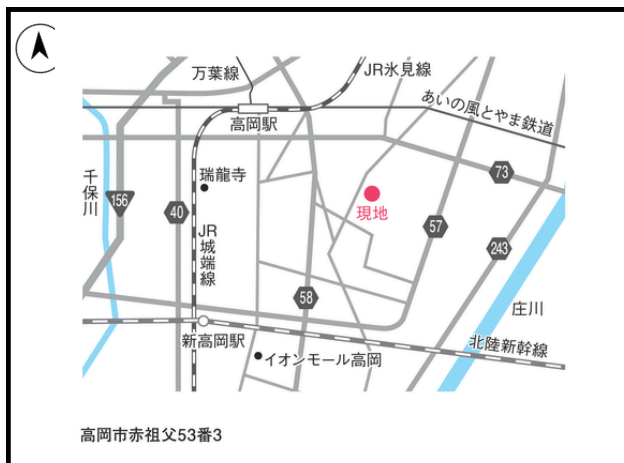 万葉線
JR氷見線
あいの風とやま鉄道
高岡駅
千保川
156
40
瑞龍寺
現地
73
57
243
JR城端線
58
庄川
新高岡駅
北陸新幹線
イオンモール高岡
高岡市赤祖父53番3